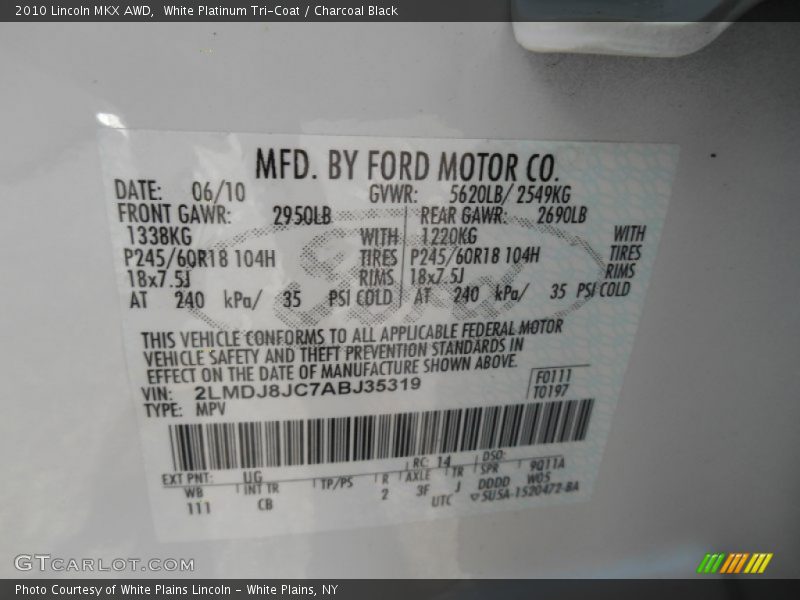 2010 Lincoln MKX AWD,  White Platinum Tri-Coat / Charcoal Black
MFD. BY FORD MOTOR CO.
DATE: 06/10 GVWR: 5620LB/ 2549KG
FRONT GAWR: 2950LB REAR GAWR: 2690LB
1338KG WITH 1220KG WITH
P245/60R18 104H TIRES P245/60R18 104H TIRES
18x7.5J RIMS 18x7.5J RIMS
AT 240 kPa/ 35 PSI COLD AT 240 kPa/ 35 PSI COLD
THIS VEHICLE CONFORMS TO ALL APPLICABLE FEDERAL MOTOR
VEHICLE SAFETY AND THEFT PREVENTION STANDARDS IN
EFFECT ON THE DATE OF MANUFACTURE SHOWN ABOVE.
VIN: 2LMDJ8JC7ABJ35319 F0111
TYPE: MPV T0197
RC: 14 DSO:
EXT PNT: UG 9Q11A
WB INT TR TP/PS R AXLE TR SPR W05
111 CB 2 3F J DDDD
UTC ▽5U5A-1520472-BA
GTCARLOT.COM
Photo Courtesy of White Plains Lincoln - White Plains, NY